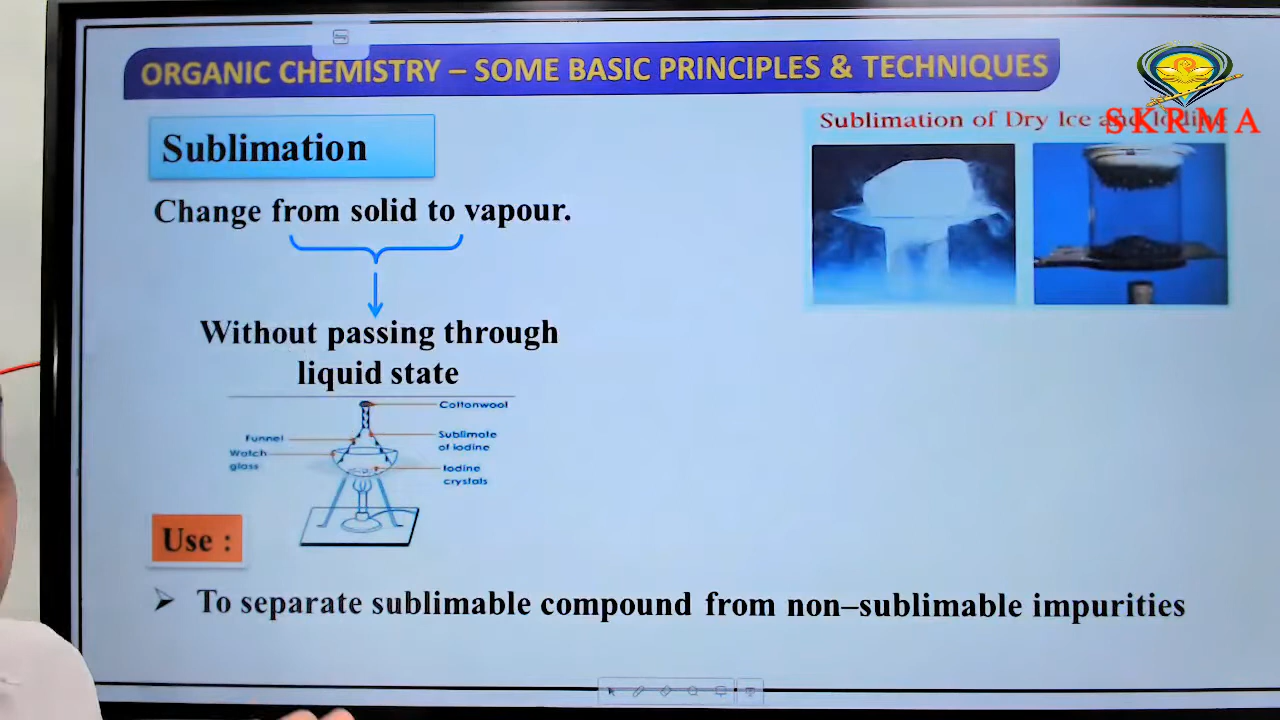 ORGANIC CHEMISTRY – SOME BASIC PRINCIPLES & TECHNIQUES
SKRMA
Sublimation
Sublimation of Dry Ice and Iodine
Change from solid to vapour.
Without passing through
liquid state
Cottonwool
Funnel
Sublimate
of iodine
Watch
glass
Iodine
crystals
Use :
➢ To separate sublimable compound from non–sublimable impurities